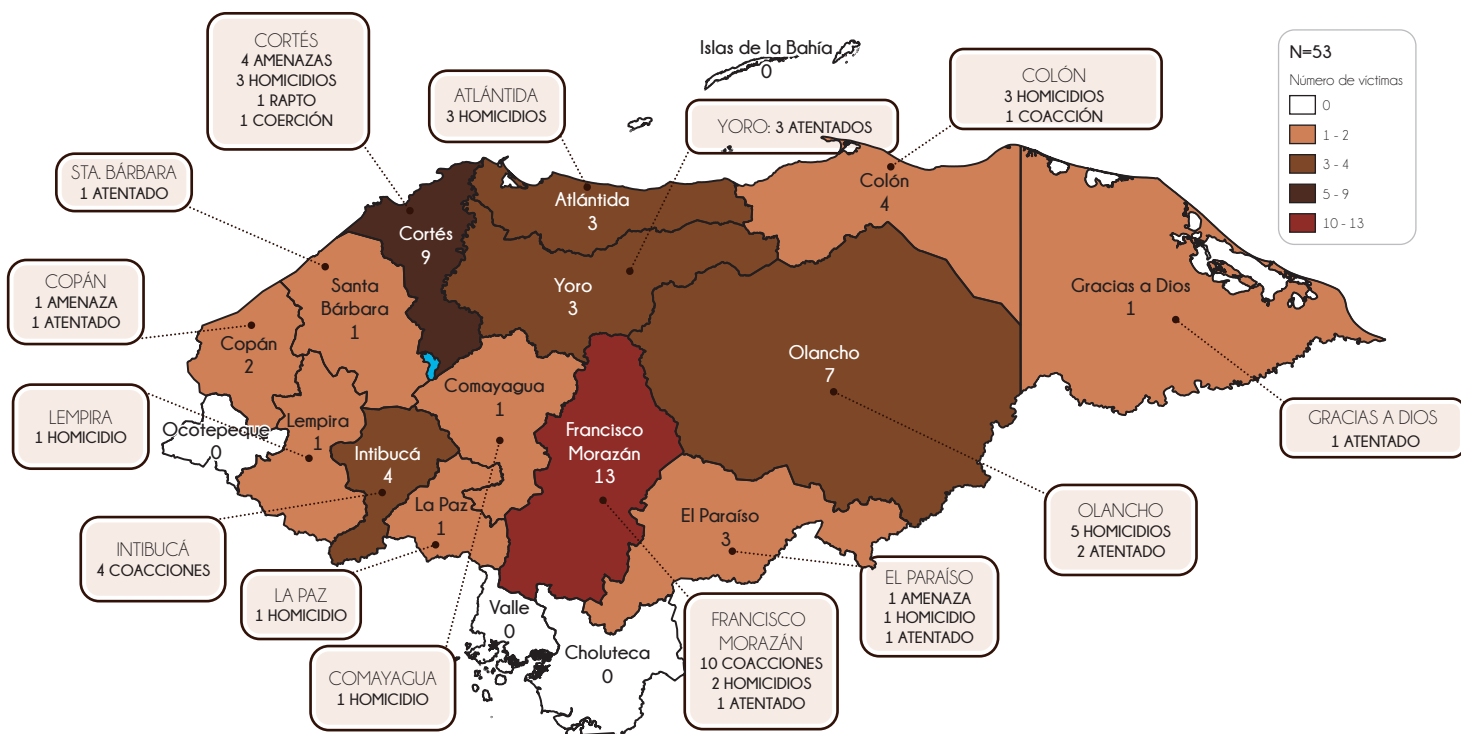 CORTÉS
4 AMENAZAS
3 HOMICIDIOS
1 RAPTO
1 COERCIÓN
ATLÁNTIDA
3 HOMICIDIOS
Islas de la Bahía
0
YORO: 3 ATENTADOS
COLÓN
3 HOMICIDIOS
1 COACCIÓN
N=53
Número de víctimas
0
1 - 2
3 - 4
5 - 9
10 - 13
STA. BÁRBARA
1 ATENTADO
COPÁN
1 AMENAZA
1 ATENTADO
LEMPIRA
1 HOMICIDIO
INTIBUCÁ
4 COACCIONES
LA PAZ
1 HOMICIDIO
COMAYAGUA
1 HOMICIDIO
FRANCISCO
MORAZÁN
10 COACCIONES
2 HOMICIDIOS
1 ATENTADO
EL PARAÍSO
1 AMENAZA
1 HOMICIDIO
1 ATENTADO
OLANCHO
5 HOMICIDIOS
2 ATENTADO
GRACIAS A DIOS
1 ATENTADO
Cortés
9
Atlántida
3
Yoro
3
Colón
4
Gracias a Dios
1
Olancho
7
Santa
Bárbara
1
Copán
2
Ocotepeque
0
Lempira
1
Intibucá
4
Comayagua
1
La Paz
1
Francisco
Morazán
13
El Paraíso
3
Valle
0
Choluteca
0